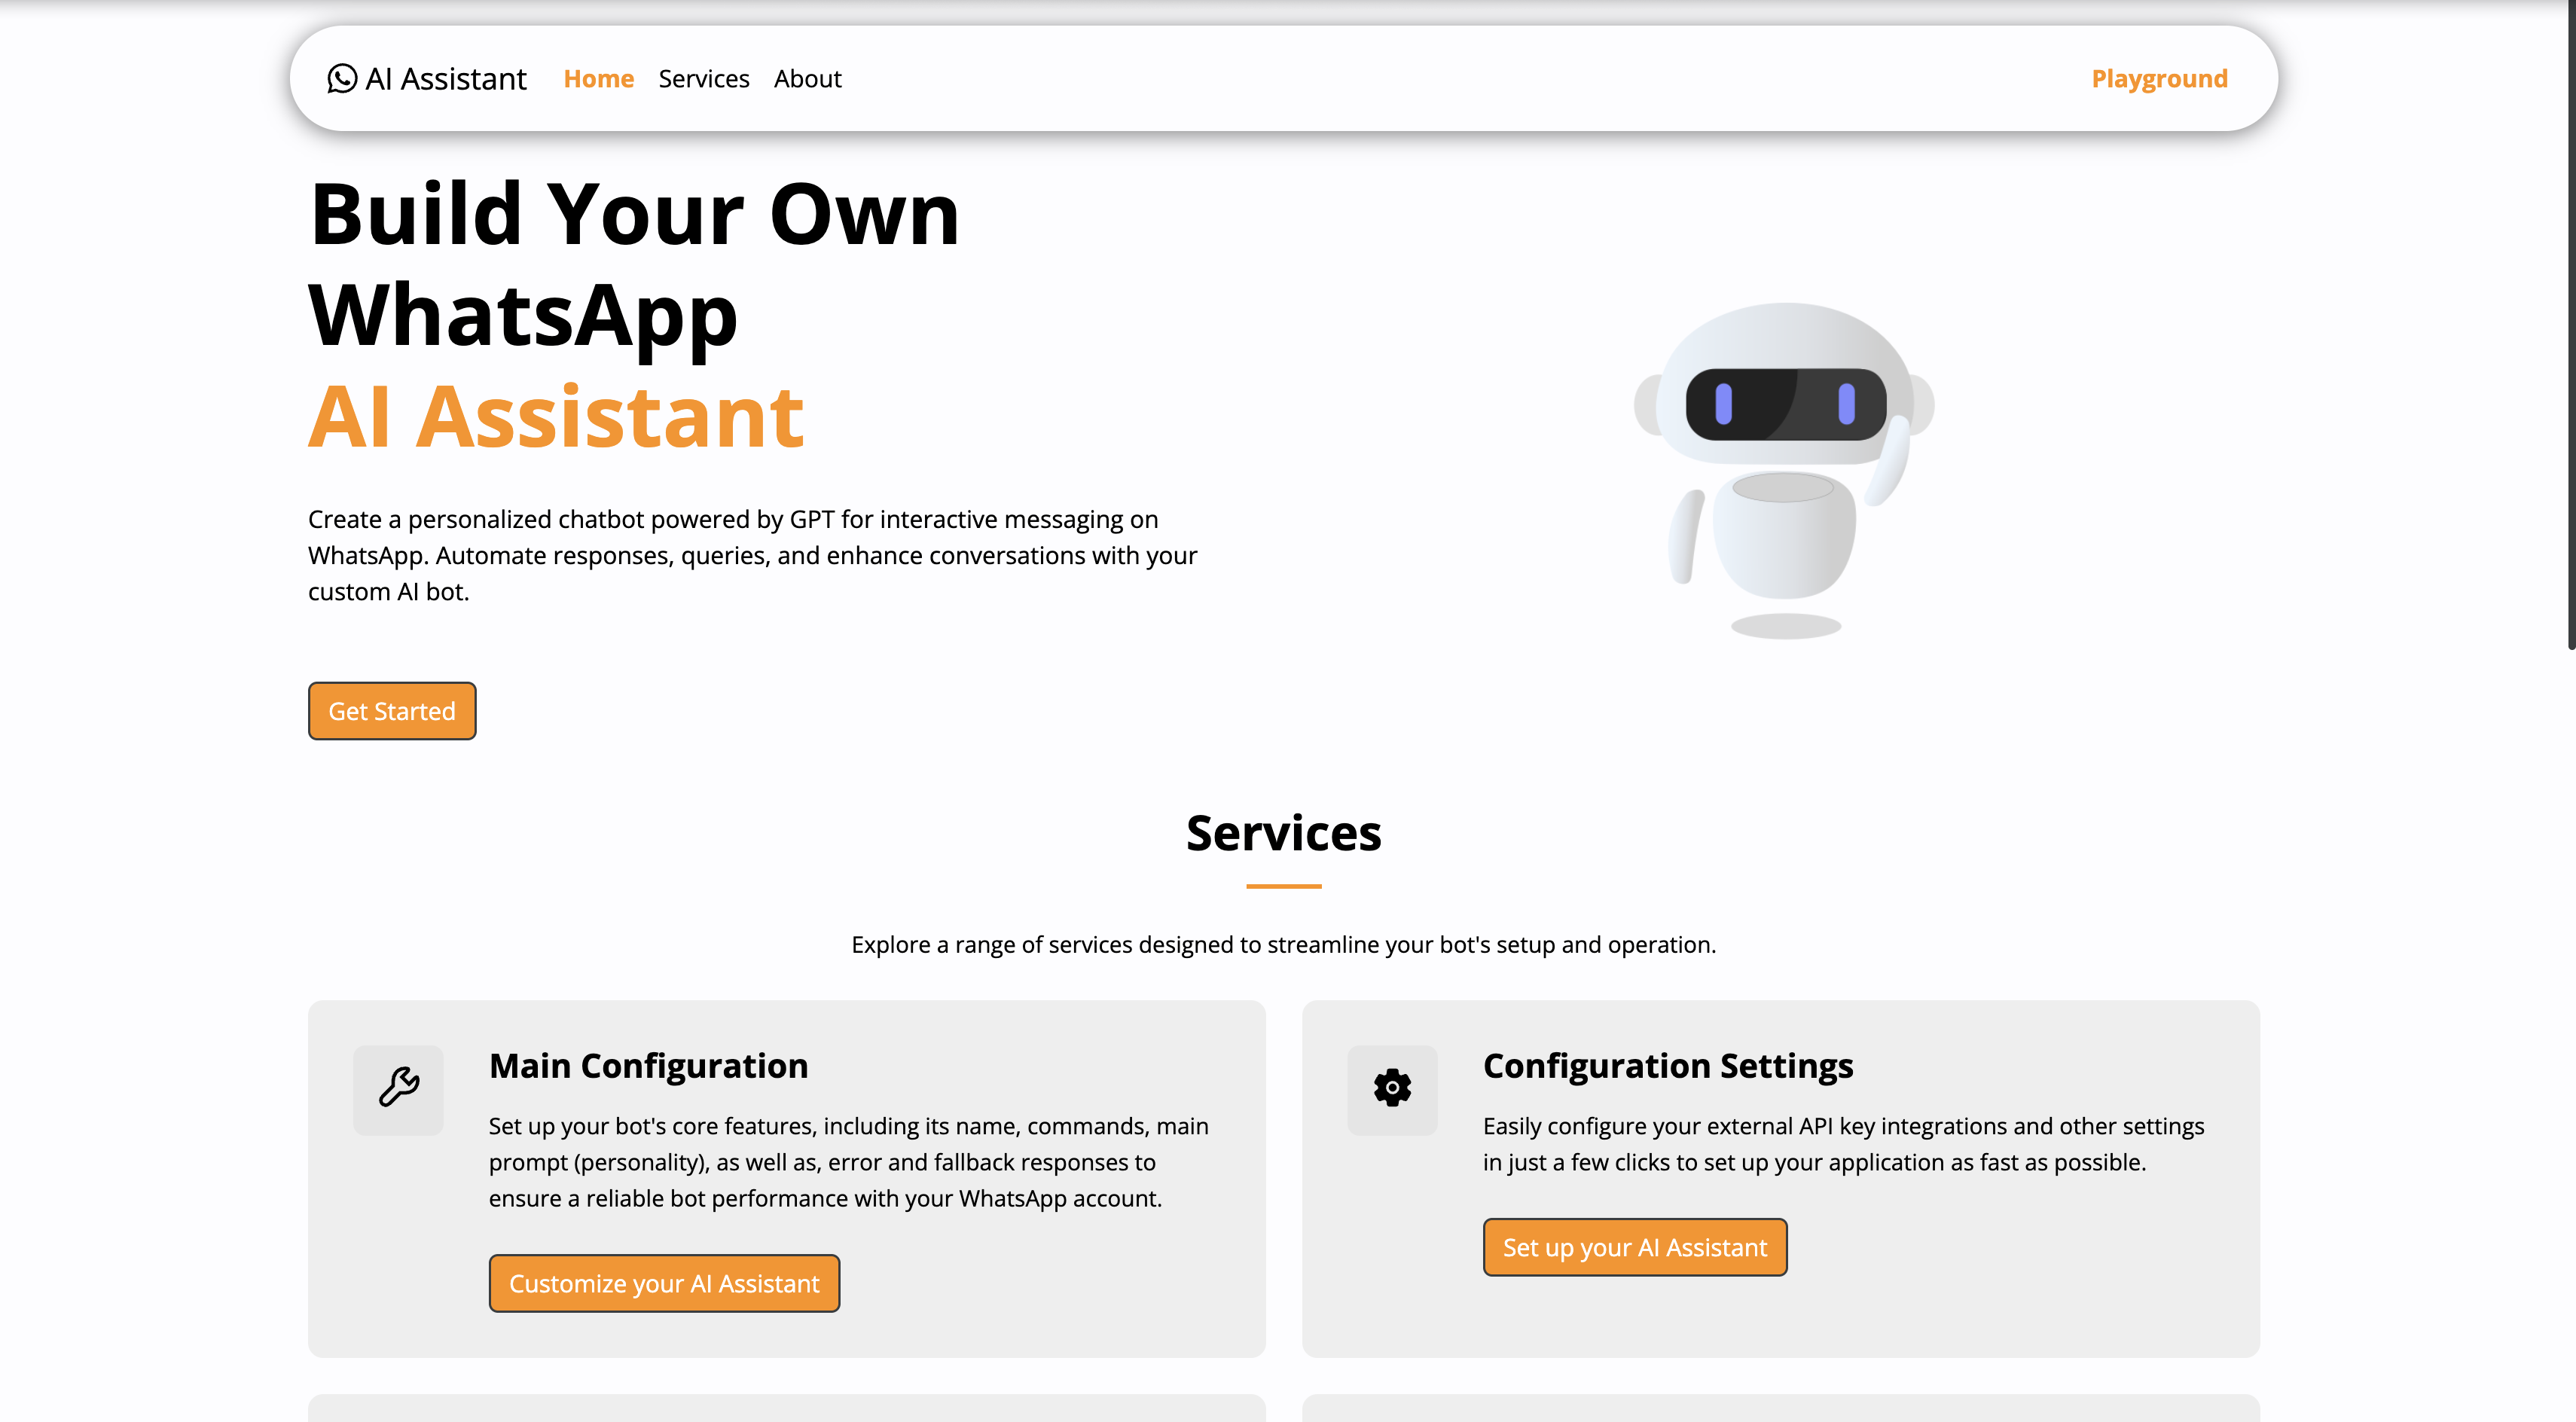 AI Assistant
Home
Services
About
Playground
Build Your Own
WhatsApp
AI Assistant
Create a personalized chatbot powered by GPT for interactive messaging on
WhatsApp. Automate responses, queries, and enhance conversations with your
custom AI bot.
Get Started
Services
Explore a range of services designed to streamline your bot's setup and operation.
Main Configuration
Set up your bot's core features, including its name, commands, main
prompt (personality), as well as, error and fallback responses to
ensure a reliable bot performance with your WhatsApp account.
Customize your AI Assistant
Configuration Settings
Easily configure your external API key integrations and other settings
in just a few clicks to set up your application as fast as possible.
Set up your AI Assistant